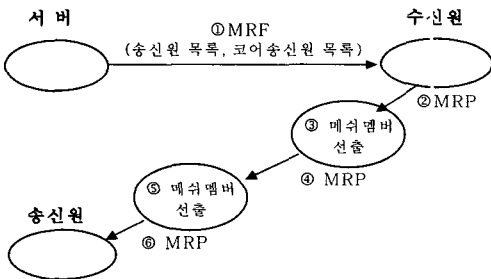 서 버
수신원
①MRF
(송신원 목록, 코어송신원 목록)
②MRP
③ 메쉬멤버
선출
④ MRP
⑤ 메쉬멤버
선출
송신원
⑥ MRP